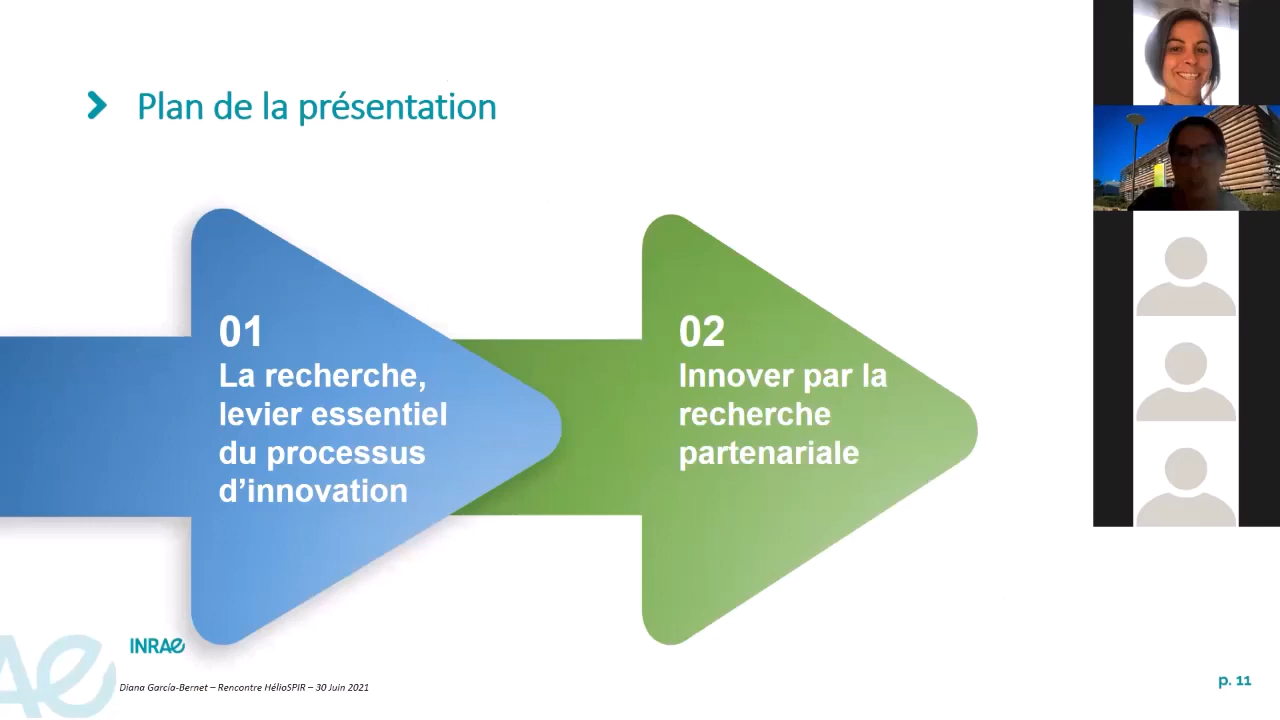 Plan de la présentation
01
La recherche,
levier essentiel
du processus
d’innovation
02
Innover par la
recherche
partenariale
INRAE
Diana García-Bernet – Rencontre HélioSPIR – 30 Juin 2021
p. 11